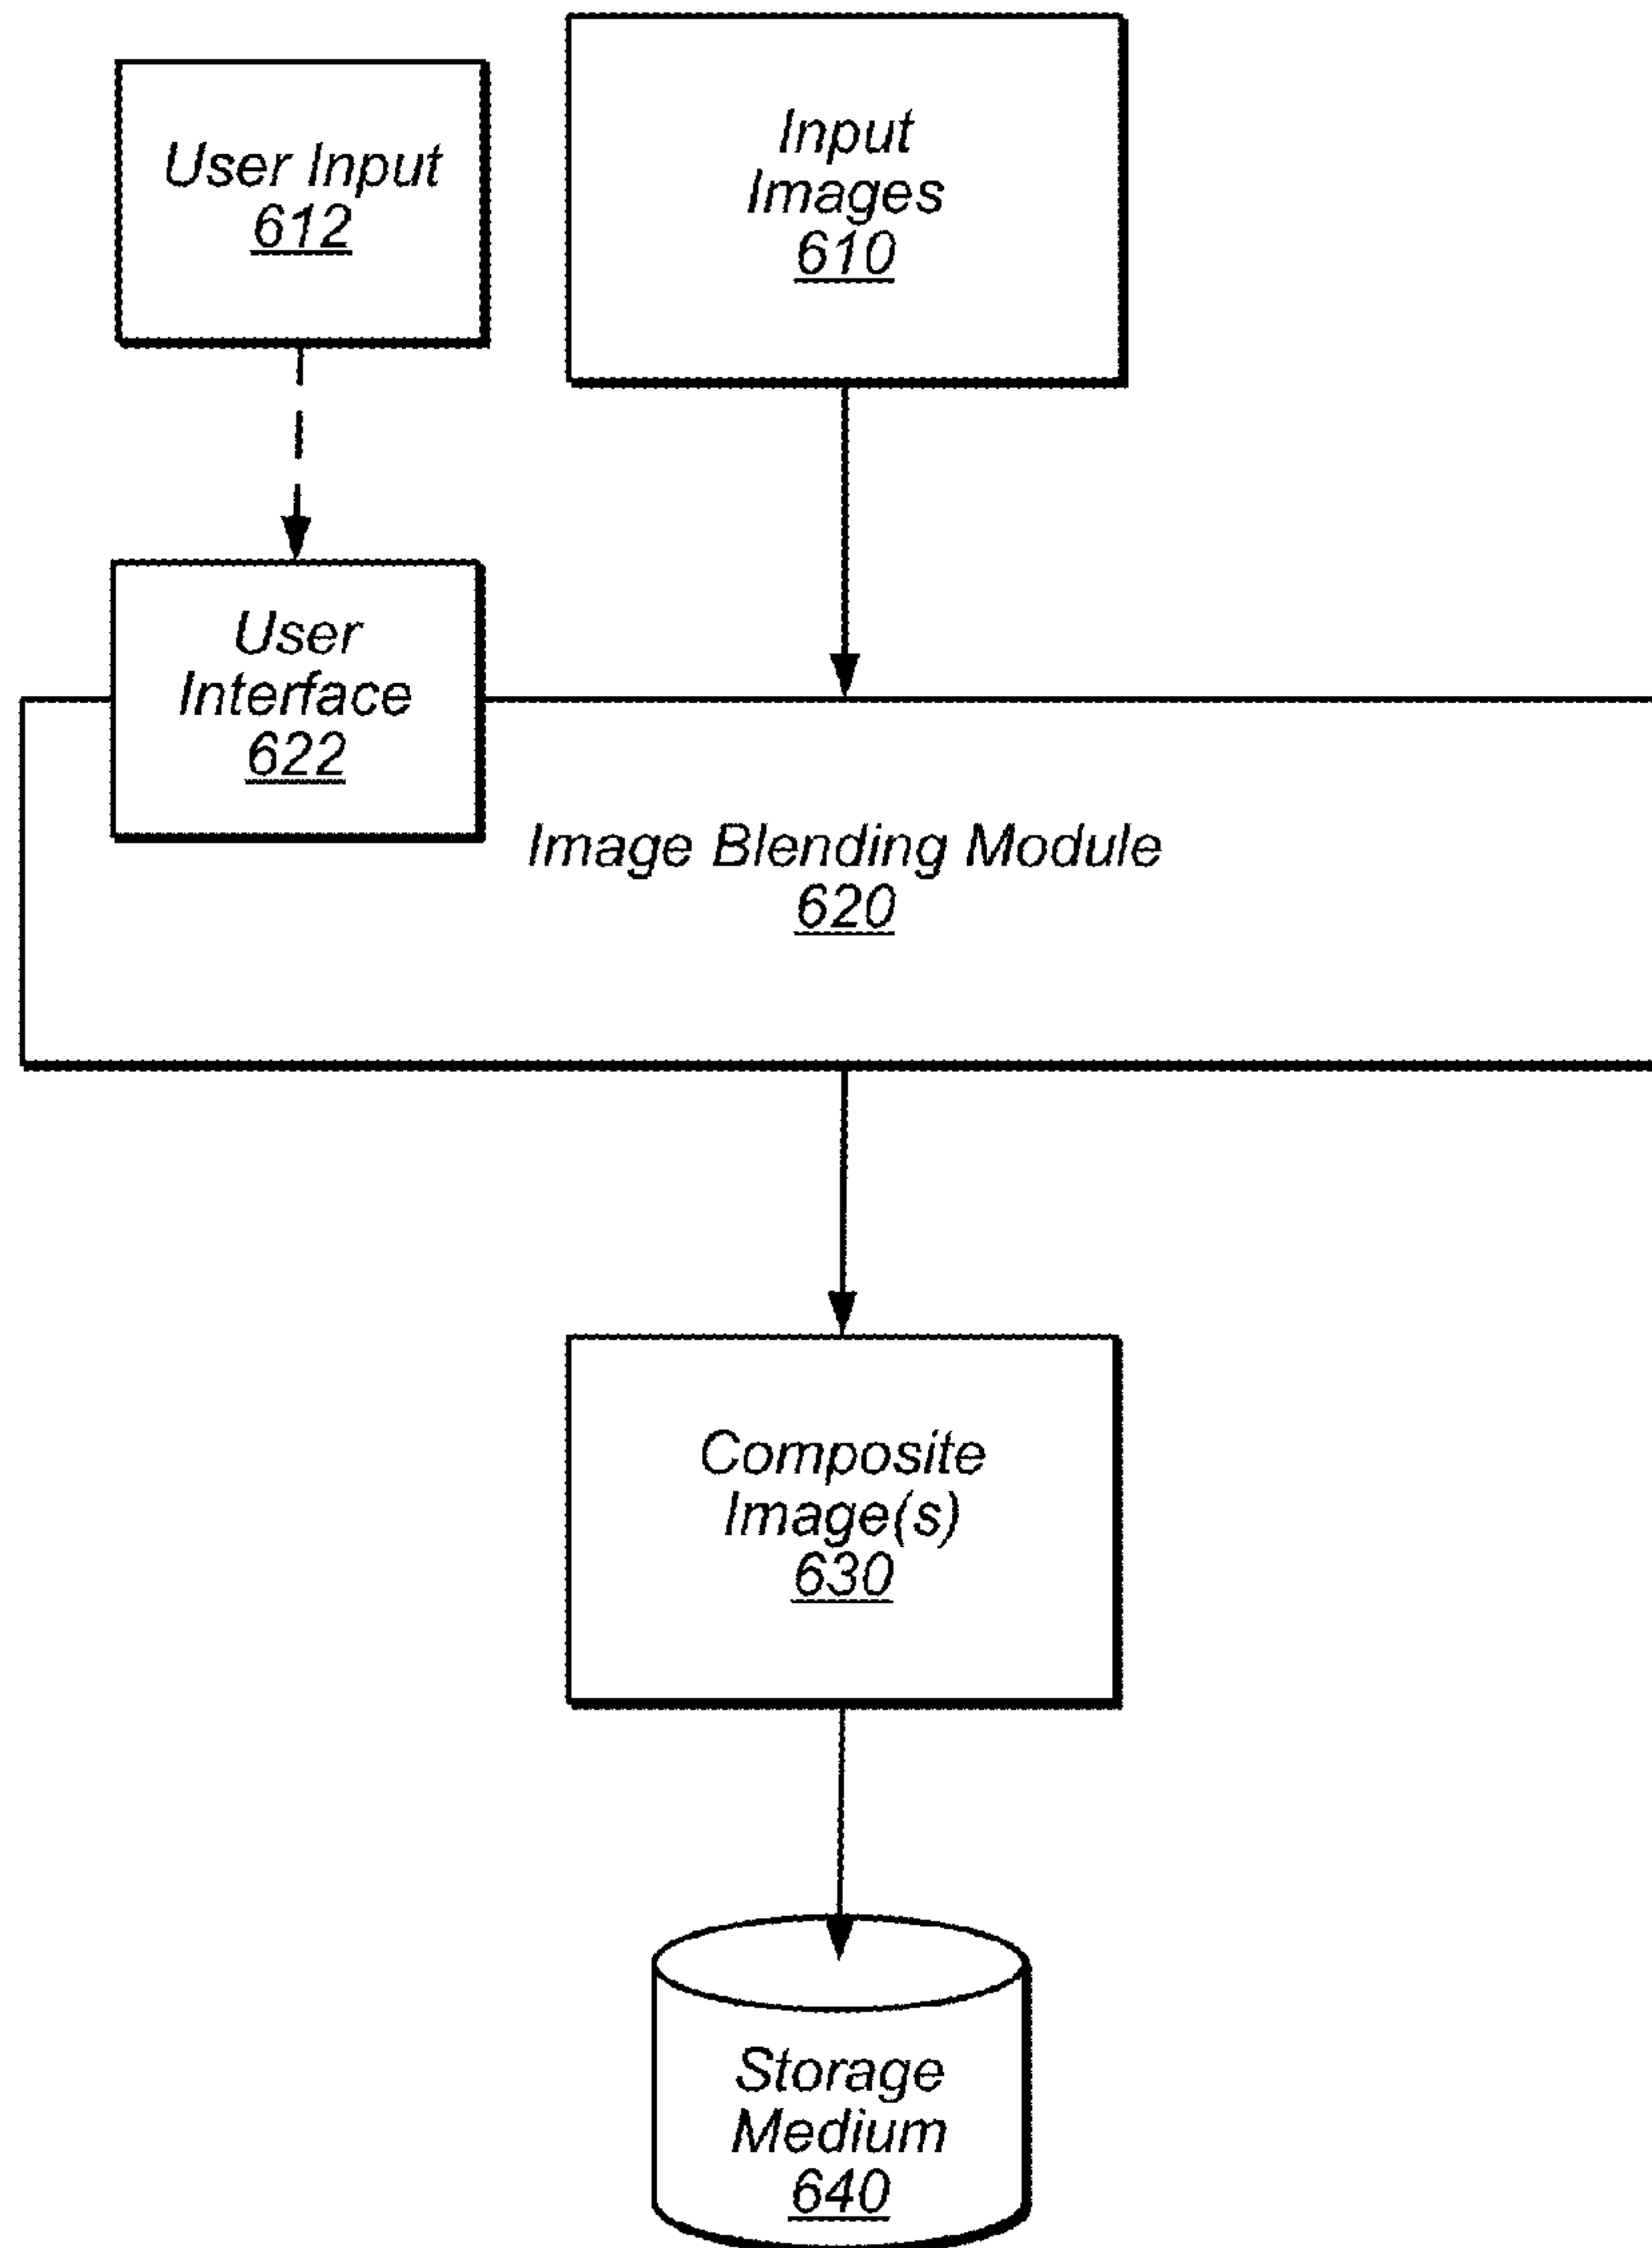 User Input
612
Input
Images
610
User
Interface
622
Image Blending Module
620
Composite
Image(s)
630
Storage
Medium
640